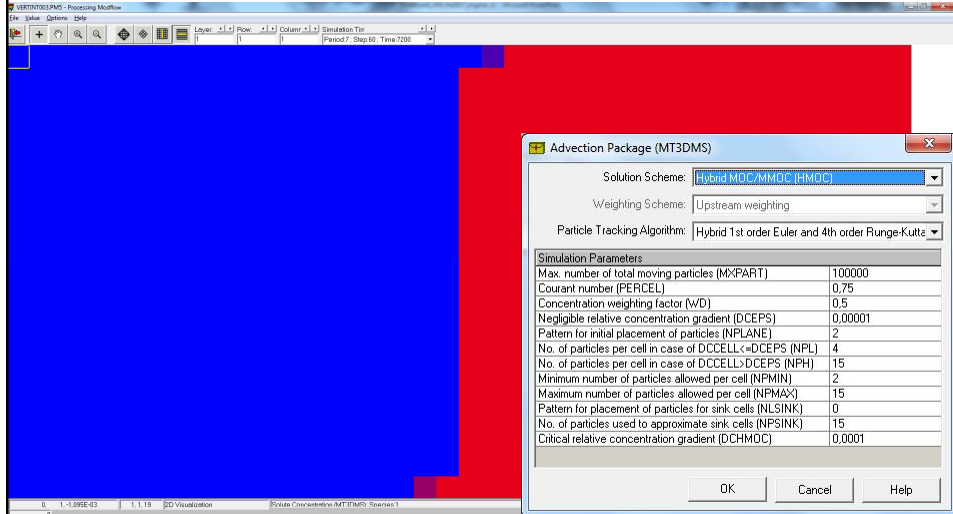 VERTINT003.PM5 - Processing Modflow
File Value Options Help
Layer: Row: Column: Simulation Tim
1 1 1 Period:7 ; Step:60 ; Time:7200
Advection Package (MT3DMS)
Solution Scheme: Hybrid MOC/MMOC (HMOC)
Weighting Scheme: Upstream weighting
Particle Tracking Algorithm: Hybrid 1st order Euler and 4th order Runge-Kutta
Simulation Parameters
Max. number of total moving particles (MXPART) 100000
Courant number (PERCEL) 0,75
Concentration weighting factor (WD) 0,5
Negligible relative concentration gradient (DCEPS) 0,00001
Pattern for initial placement of particles (NPLANE) 2
No. of particles per cell in case of DCCELL<=DCEPS (NPL) 4
No. of particles per cell in case of DCCELL>DCEPS (NPH) 15
Minimum number of particles allowed per cell (NPMIN) 2
Maximum number of particles allowed per cell (NPMAX) 15
Pattern for placement of particles for sink cells (NLSINK) 0
No. of particles used to approximate sink cells (NPSINK) 15
Critical relative concentration gradient (DCHMOC) 0,0001
OK Cancel Help
0, 1,-1,095E-03 1, 1, 19 2D Visualization Solute Concentration (MT3DMS): Species:1